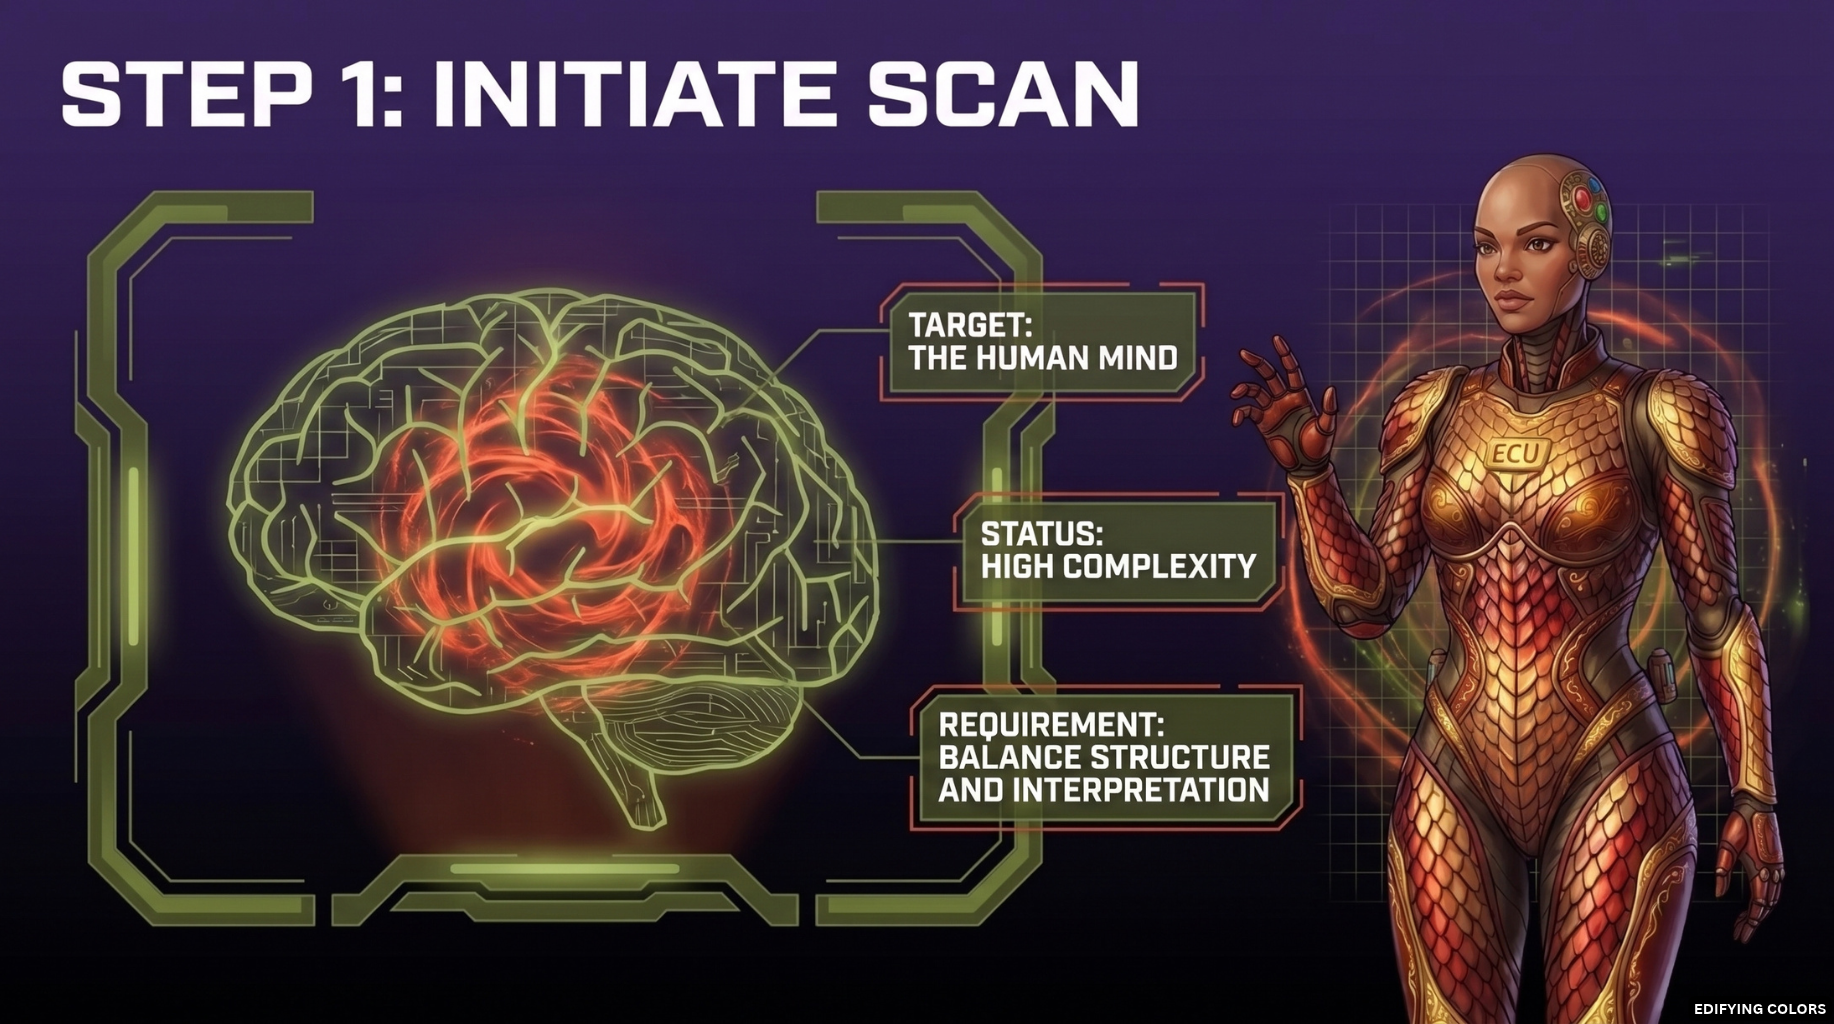 STEP 1: INITIATE SCAN
TARGET:
THE HUMAN MIND
STATUS:
HIGH COMPLEXITY
REQUIREMENT:
BALANCE STRUCTURE
AND INTERPRETATION
ECU
EDIFYING COLORS